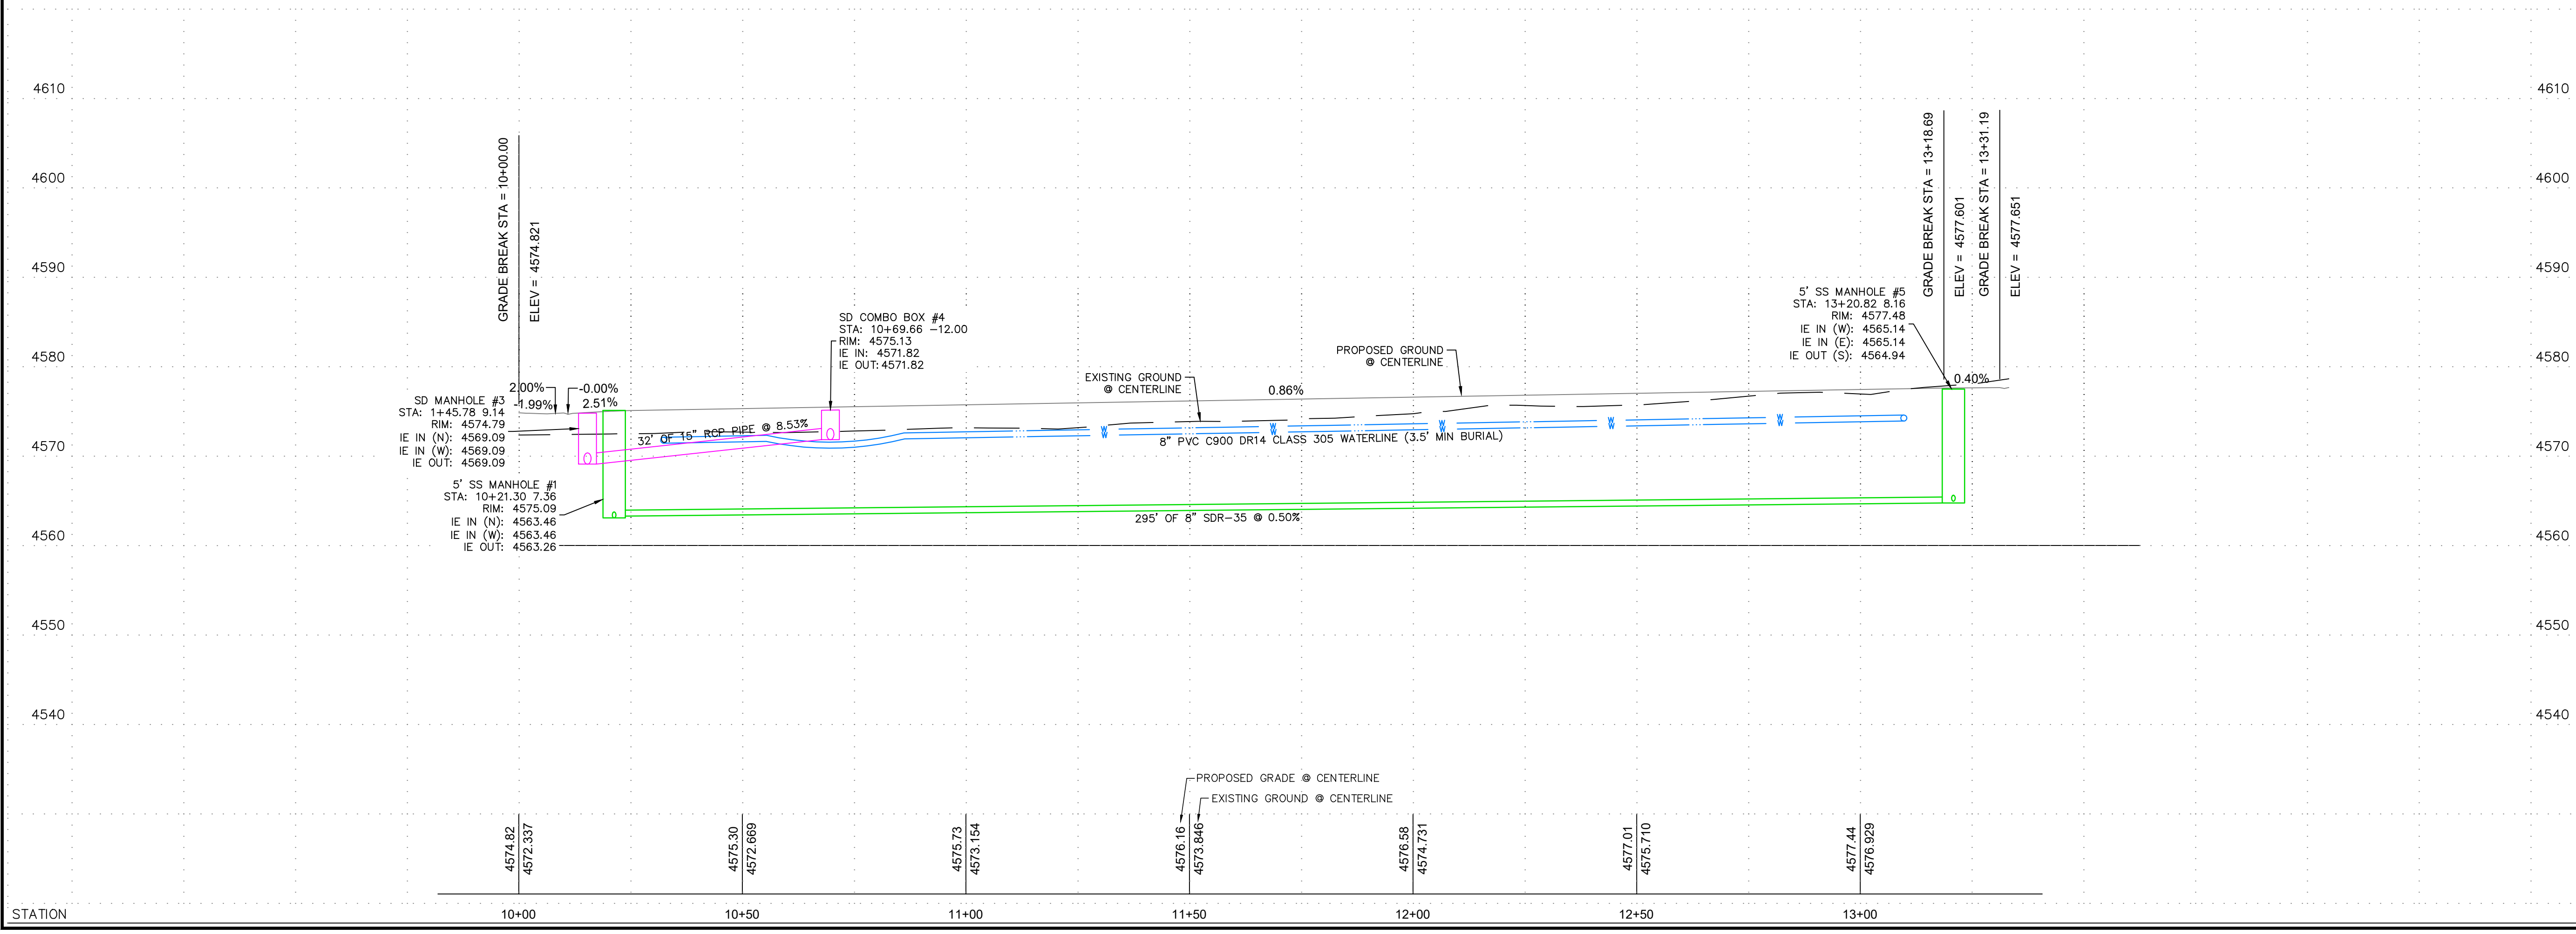 4610
4610
4600
4600
4590
4590
4580
4580
4570
4570
4560
4560
4550
4550
4540
4540
GRADE BREAK STA = 10+00.00
ELEV = 4574.821
GRADE BREAK STA = 13+18.69
ELEV = 4577.601
GRADE BREAK STA = 13+31.19
ELEV = 4577.651
SD COMBO BOX #4
STA: 10+69.66 -12.00
RIM: 4575.13
IE IN: 4571.82
IE OUT: 4571.82
5' SS MANHOLE #5
STA: 13+20.82 8.16
RIM: 4577.48
IE IN (W): 4565.14
IE IN (E): 4565.14
IE OUT (S): 4564.94
PROPOSED GROUND
@ CENTERLINE
EXISTING GROUND
@ CENTERLINE
0.86%
0.40%
2.00%
-0.00%
-1.99%
2.51%
SD MANHOLE #3
STA: 1+45.78 9.14
RIM: 4574.79
IE IN (N): 4569.09
IE IN (W): 4569.09
IE OUT: 4569.09
32' OF 15" RCP PIPE @ 8.53%
W W W W W
W W W W W
8" PVC C900 DR14 CLASS 305 WATERLINE (3.5' MIN BURIAL)
5' SS MANHOLE #1
STA: 10+21.30 7.36
RIM: 4575.09
IE IN (N): 4563.46
IE IN (W): 4563.46
IE OUT: 4563.26
295' OF 8" SDR-35 @ 0.50%
PROPOSED GRADE @ CENTERLINE
EXISTING GROUND @ CENTERLINE
4574.82
4572.337
4575.30
4572.669
4575.73
4573.154
4576.16
4573.846
4576.58
4574.731
4577.01
4575.710
4577.44
4576.929
STATION
10+00
10+50
11+00
11+50
12+00
12+50
13+00